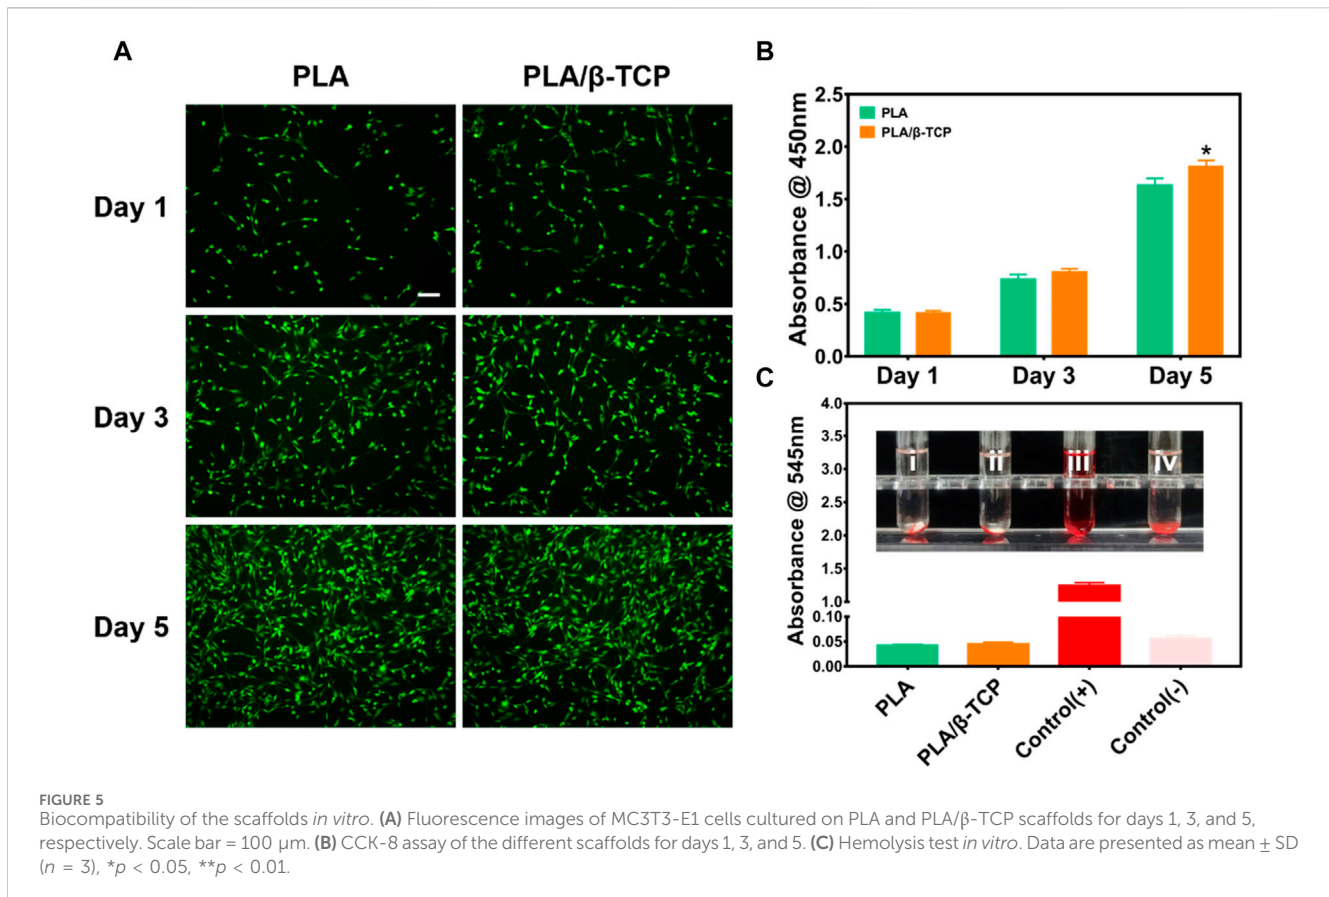 A
PLA
PLA/β-TCP
Day 1
Day 3
Day 5
B
Absorbance @ 450nm
2.5
2.0
1.5
1.0
0.5
0.0
PLA
PLA/β-TCP
*
Day 1
Day 3
Day 5
C
Absorbance @ 545nm
4.0
3.5
3.0
2.5
2.0
1.5
1.0
0.10
0.05
0.00
i
ii
iii
iv
PLA
PLA/β-TCP
Control(+)
Control(-)
FIGURE 5
Biocompatibility of the scaffolds in vitro. (A) Fluorescence images of MC3T3-E1 cells cultured on PLA and PLA/β-TCP scaffolds for days 1, 3, and 5,
respectively. Scale bar = 100 μm. (B) CCK-8 assay of the different scaffolds for days 1, 3, and 5. (C) Hemolysis test in vitro. Data are presented as mean ± SD
(n = 3), *p < 0.05, **p < 0.01.